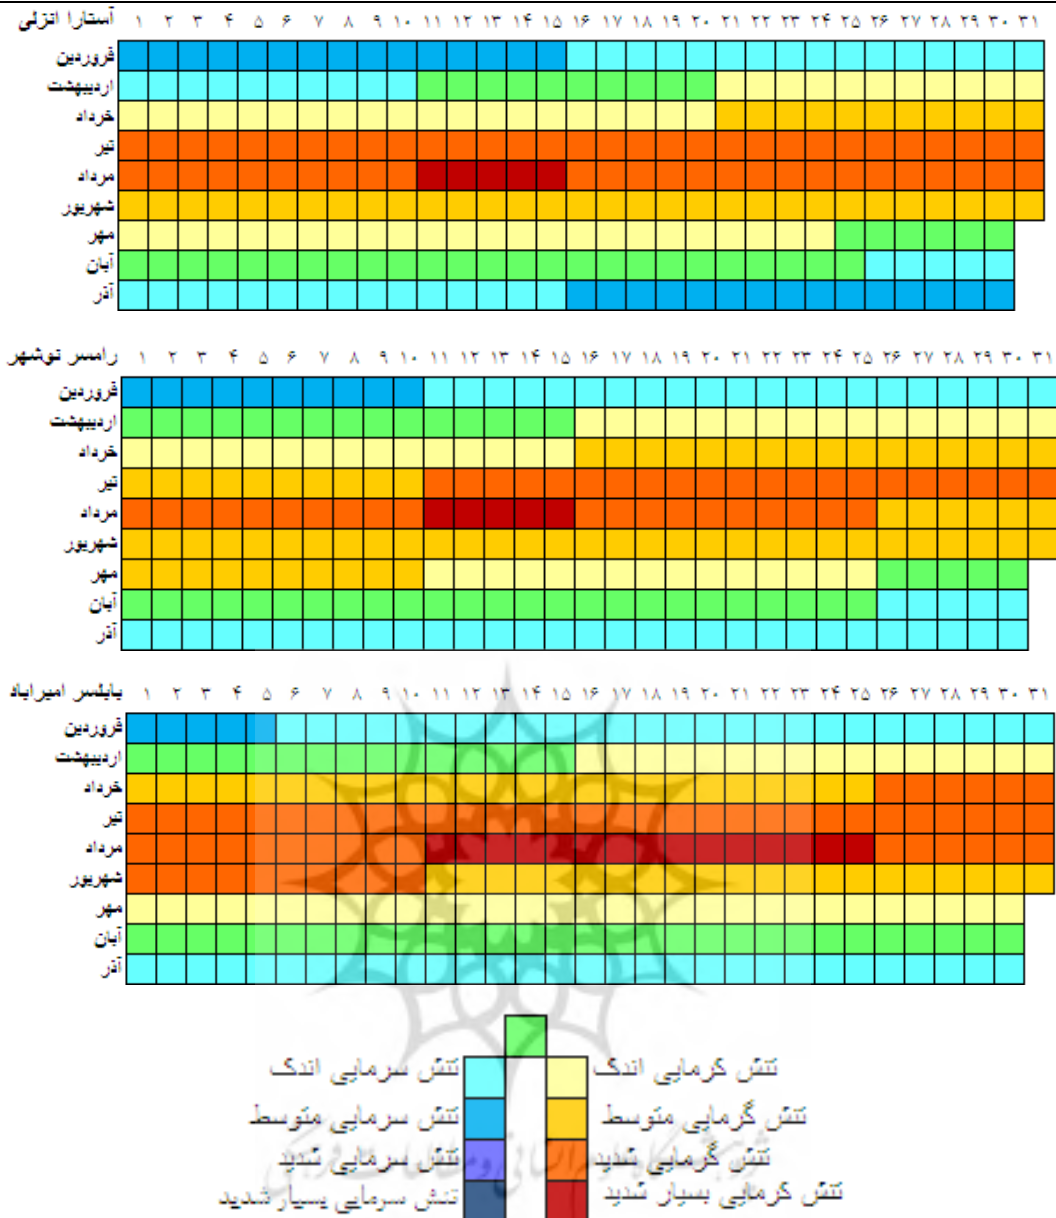 آستارا انزلی ۱ ۲ ۳ ۴ ۵ ۶ ۷ ۸ ۹ ۱۰ ۱۱ ۱۲ ۱۳ ۱۴ ۱۵ ۱۶ ۱۷ ۱۸ ۱۹ ۲۰ ۲۱ ۲۲ ۲۳ ۲۴ ۲۵ ۲۶ ۲۷ ۲۸ ۲۹ ۳۰ ۳۱
فروردین
اردیبهشت
خرداد
تیر
مرداد
شهریور
مهر
آبان
آذر
رامسر نوشهر ۱ ۲ ۳ ۴ ۵ ۶ ۷ ۸ ۹ ۱۰ ۱۱ ۱۲ ۱۳ ۱۴ ۱۵ ۱۶ ۱۷ ۱۸ ۱۹ ۲۰ ۲۱ ۲۲ ۲۳ ۲۴ ۲۵ ۲۶ ۲۷ ۲۸ ۲۹ ۳۰ ۳۱
فروردین
اردیبهشت
خرداد
تیر
مرداد
شهریور
مهر
آبان
آذر
بابلسر امیراباد ۱ ۲ ۳ ۴ ۵ ۶ ۷ ۸ ۹ ۱۰ ۱۱ ۱۲ ۱۳ ۱۴ ۱۵ ۱۶ ۱۷ ۱۸ ۱۹ ۲۰ ۲۱ ۲۲ ۲۳ ۲۴ ۲۵ ۲۶ ۲۷ ۲۸ ۲۹ ۳۰ ۳۱
فروردین
اردیبهشت
خرداد
تیر
مرداد
شهریور
مهر
آبان
آذر
تنش گرمایی اندک تنش سرمایی اندک
تنش گرمایی متوسط تنش سرمایی متوسط
تنش گرمایی شدید تنش سرمایی شدید
تنش گرمایی بسیار شدید تنش سرمایی بسیار شدید